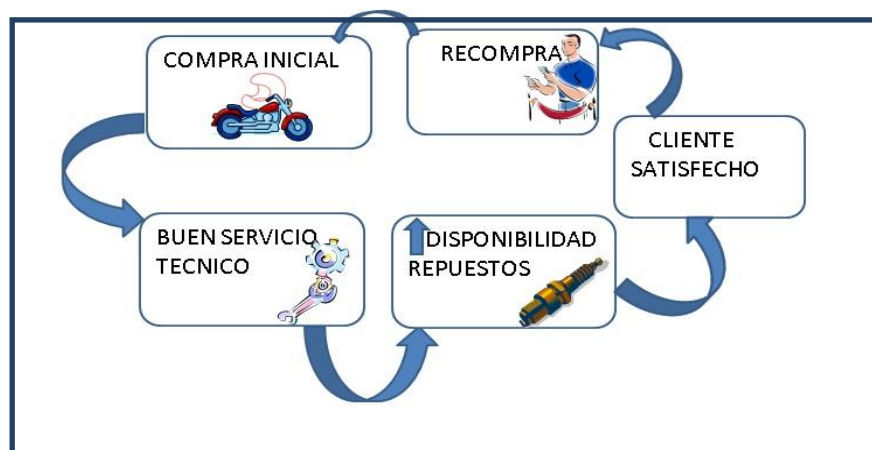 COMPRA INICIAL
RECOMPRA
CLIENTE
SATISFECHO
BUEN SERVICIO
TECNICO
DISPONIBILIDAD
REPUESTOS